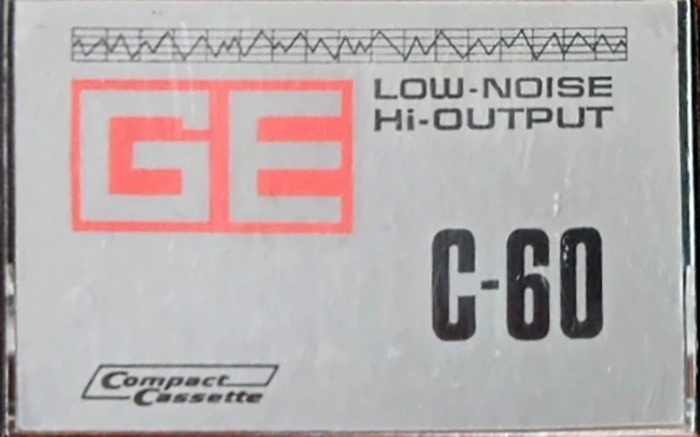 GE
LOW-NOISE
Hi-OUTPUT
C-60
Compact
Cassette